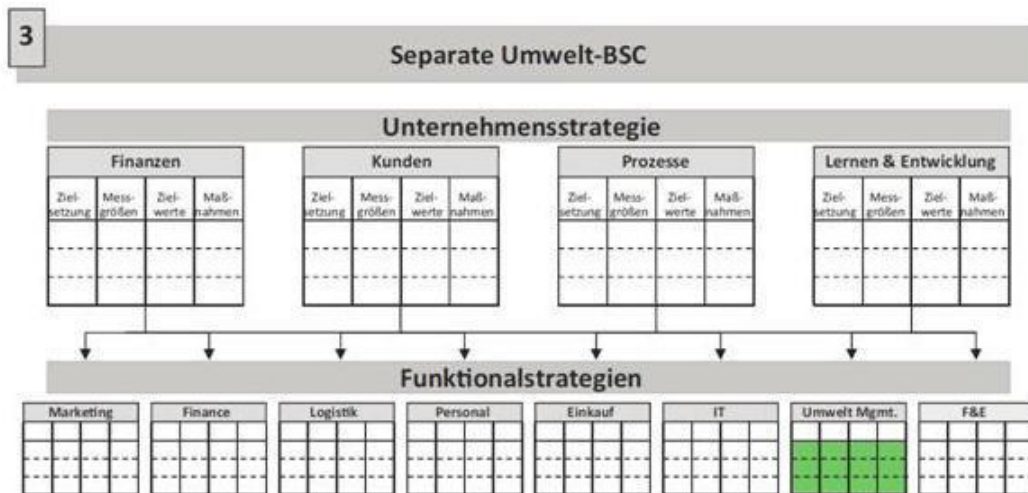 3
Separate Umwelt-BSC
Unternehmensstrategie
Finanzen
Ziel-
setzung
Mess-
größen
Ziel-
werte
Maß-
nahmen
Kunden
Ziel-
setzung
Mess-
größen
Ziel-
werte
Maß-
nahmen
Prozesse
Ziel-
setzung
Mess-
größen
Ziel-
werte
Maß-
nahmen
Lernen & Entwicklung
Ziel-
setzung
Mess-
größen
Ziel-
werte
Maß-
nahmen
Funktionalstrategien
Marketing
Finance
Logistik
Personal
Einkauf
IT
Umwelt Mgmt.
F&E